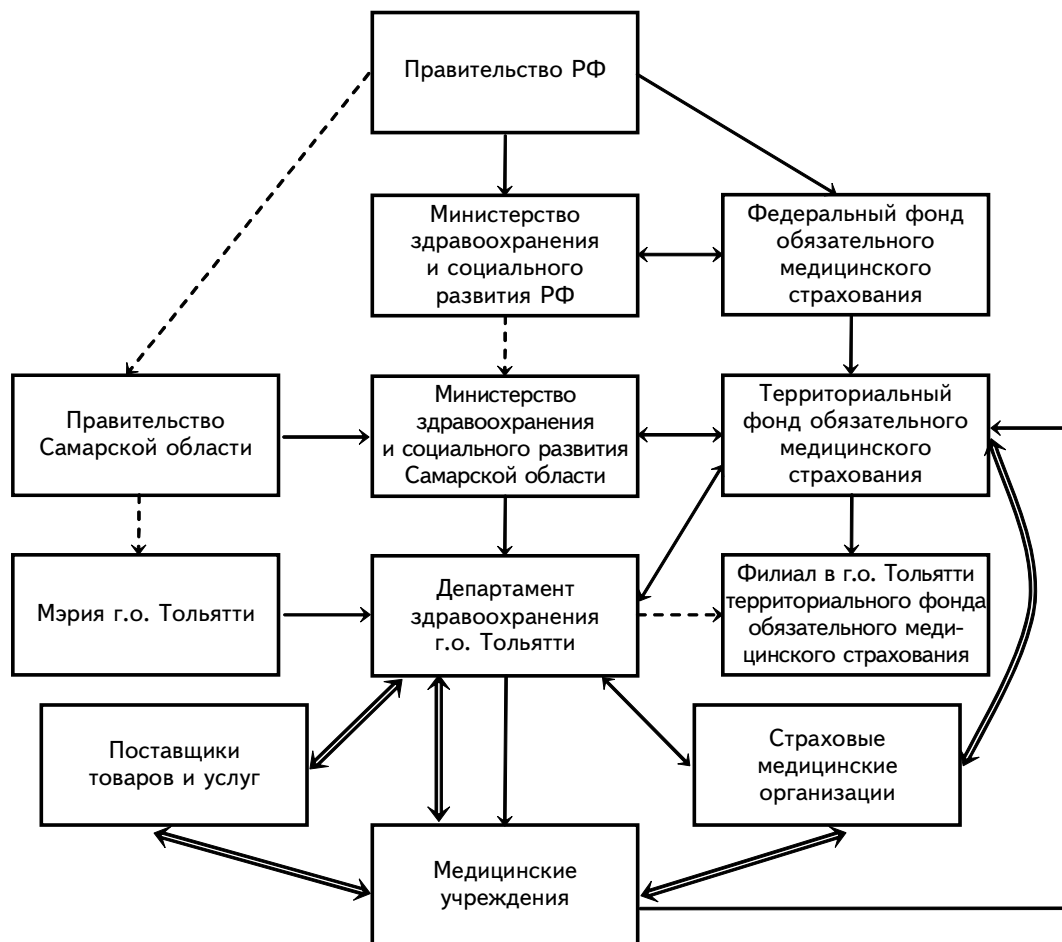 Правительство РФ
Министерство
здравоохранения
и социального
развития РФ
Федеральный фонд
обязательного
медицинского
страхования
Правительство
Самарской области
Министерство
здравоохранения
и социального развития
Самарской области
Территориальный
фонд обязательного
медицинского
страхования
Мэрия г.о. Тольятти
Департамент
здравоохранения
г.о. Тольятти
Филиал в г.о. Тольятти
территориального фонда
обязательного меди-
цинского страхования
Поставщики
товаров и услуг
Страховые
медицинские
организации
Медицинские
учреждения